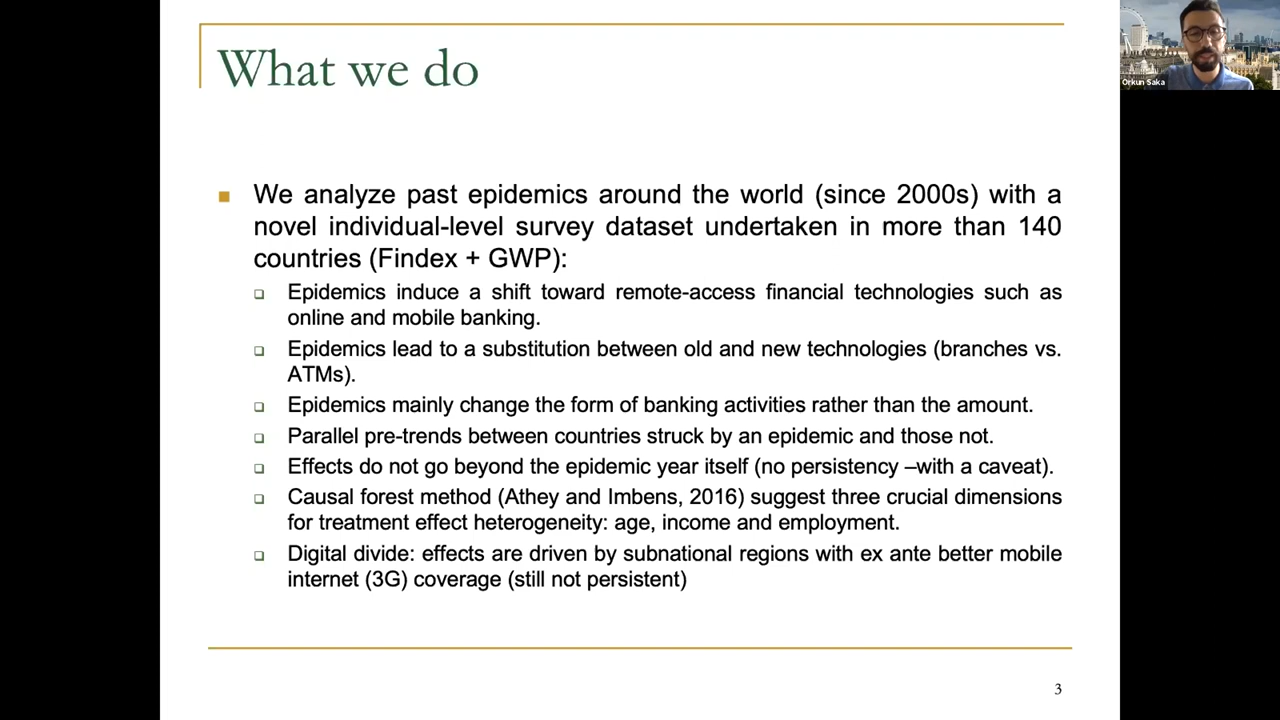 What we do
We analyze past epidemics around the world (since 2000s) with a
novel individual-level survey dataset undertaken in more than 140
countries (Findex + GWP):
Epidemics induce a shift toward remote-access financial technologies such as
online and mobile banking.
Epidemics lead to a substitution between old and new technologies (branches vs.
ATMs).
Epidemics mainly change the form of banking activities rather than the amount.
Parallel pre-trends between countries struck by an epidemic and those not.
Effects do not go beyond the epidemic year itself (no persistency –with a caveat).
Causal forest method (Athey and Imbens, 2016) suggest three crucial dimensions
for treatment effect heterogeneity: age, income and employment.
Digital divide: effects are driven by subnational regions with ex ante better mobile
internet (3G) coverage (still not persistent)
3
Orkun Saka